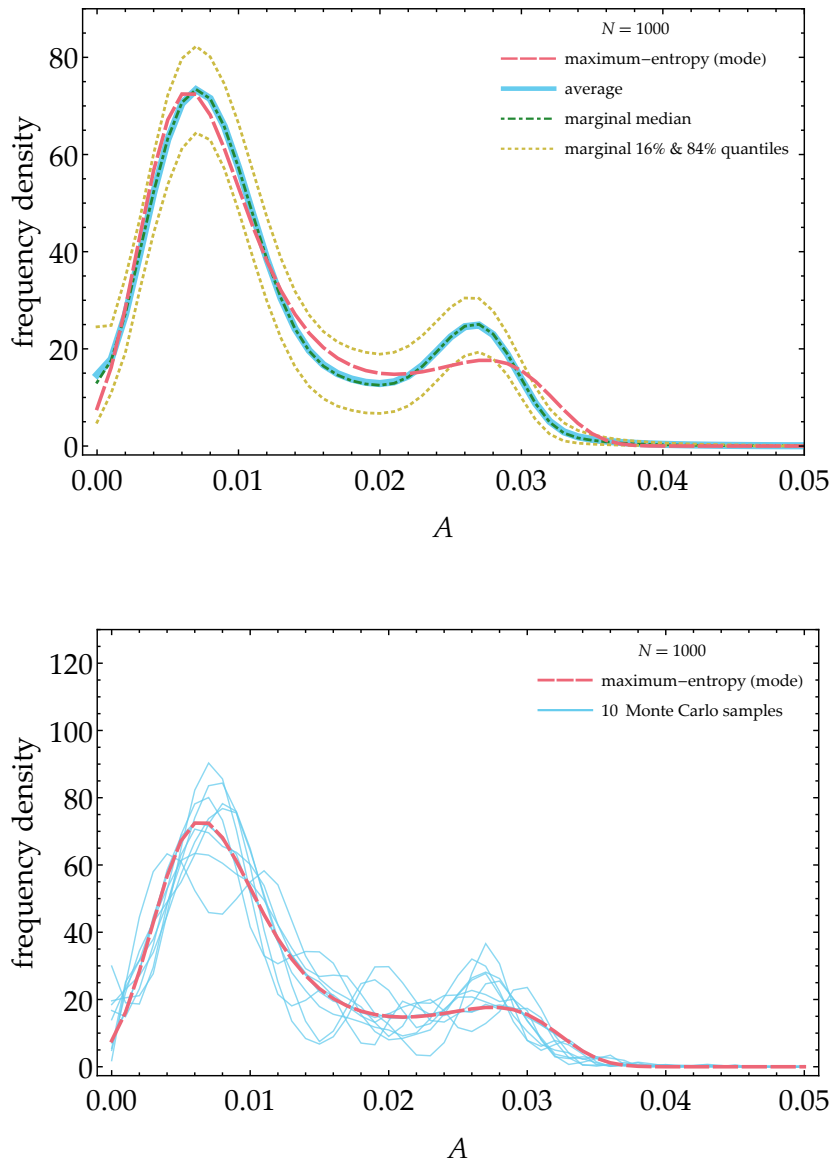 N = 1000
maximum-entropy (mode)
average
marginal median
marginal 16% & 84% quantiles
frequency density
80
60
40
20
0
0.00 0.01 0.02 0.03 0.04 0.05
A
N = 1000
maximum-entropy (mode)
10 Monte Carlo samples
frequency density
120
100
80
60
40
20
0
0.00 0.01 0.02 0.03 0.04 0.05
A